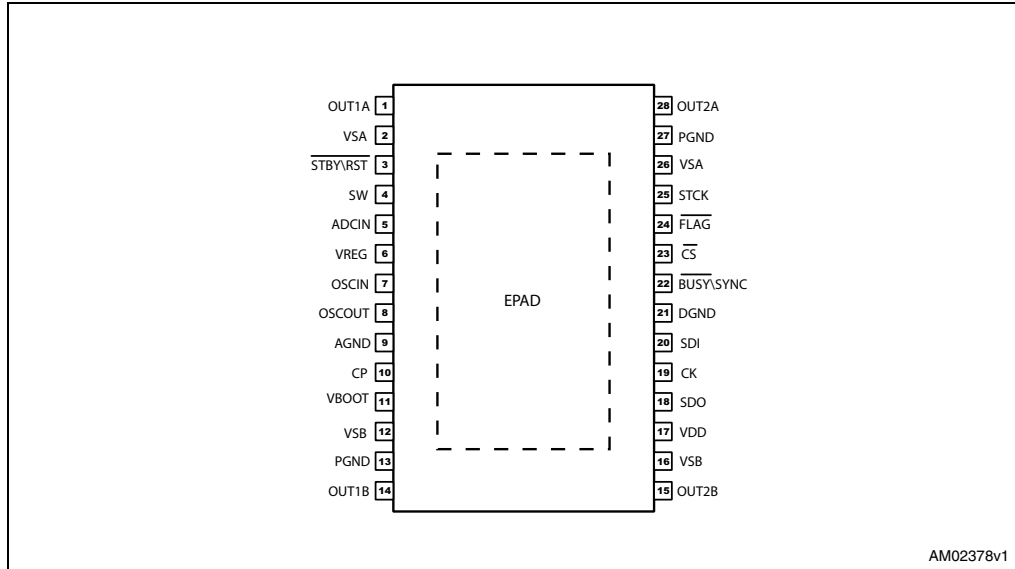 OUT1A 1
VSA 2
STBY\RST 3
SW 4
ADCIN 5
VREG 6
OSCIN 7
OSCOUT 8
AGND 9
CP 10
VBOOT 11
VSB 12
PGND 13
OUT1B 14
EPAD
28 OUT2A
27 PGND
26 VSA
25 STCK
24 FLAG
23 CS
22 BUSY\SYNC
21 DGND
20 SDI
19 CK
18 SDO
17 VDD
16 VSB
15 OUT2B
AM02378v1